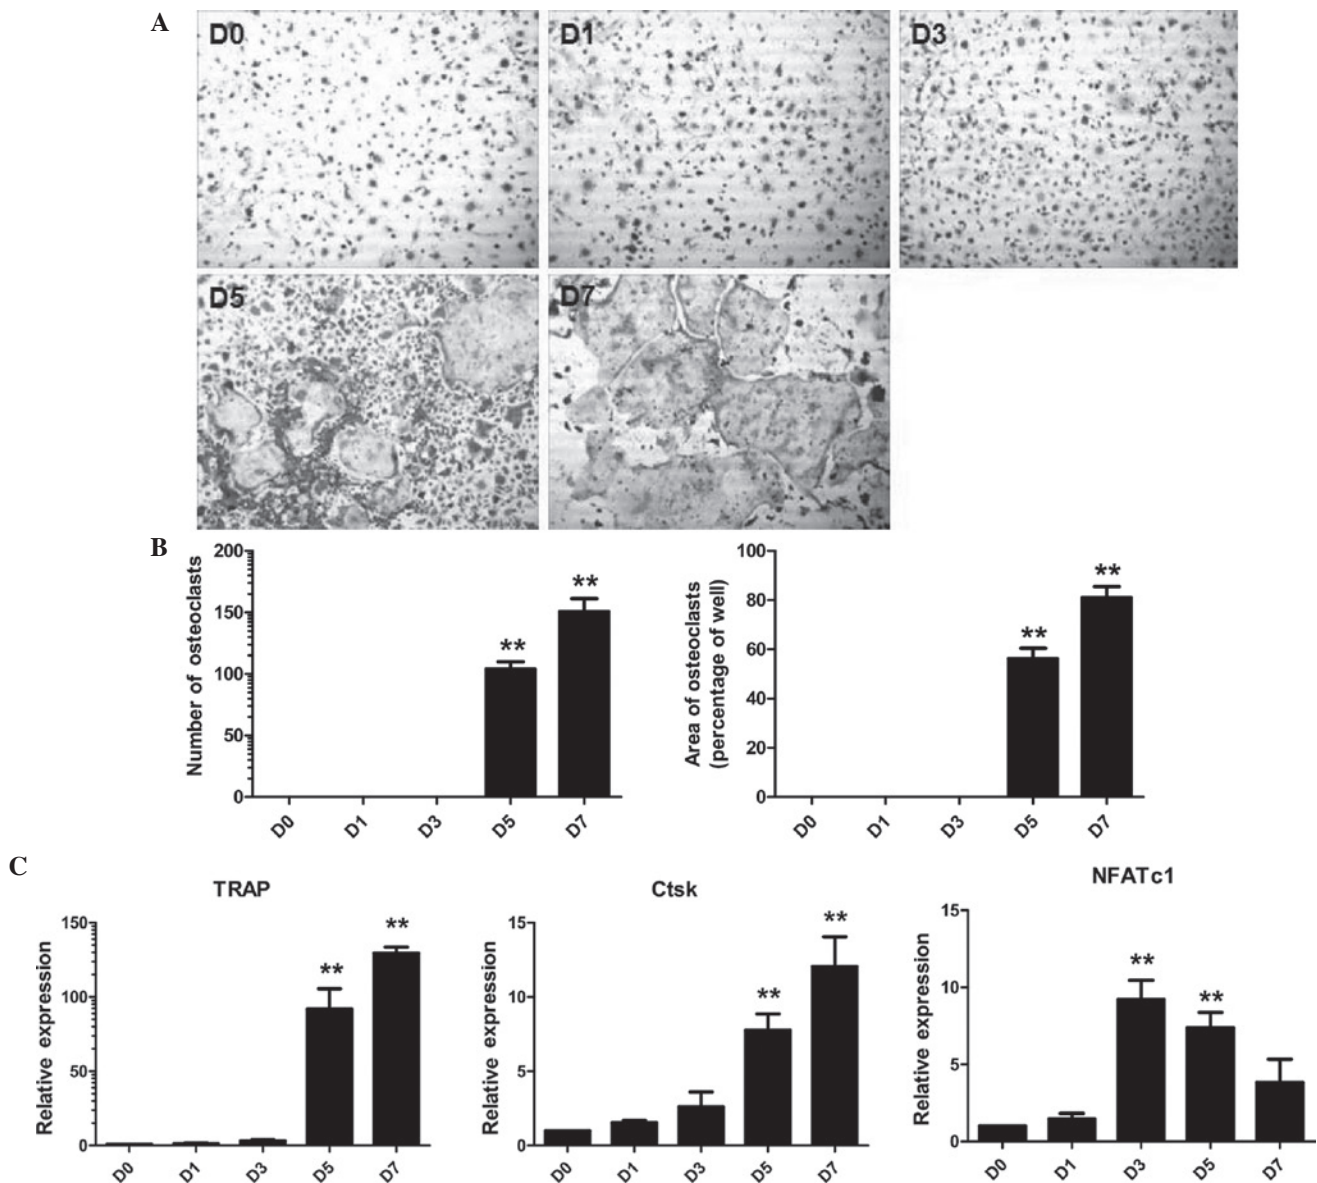 A
D0
D1
D3
D5
D7
B
Number of osteoclasts
200
150
100
50
0
**
**
D0
D1
D3
D5
D7
Area of osteoclasts
(percentage of well)
100
80
60
40
20
0
**
**
D0
D1
D3
D5
D7
C
TRAP
Relative expression
150
100
50
0
**
**
D0
D1
D3
D5
D7
Ctsk
Relative expression
15
10
5
0
**
**
D0
D1
D3
D5
D7
NFATc1
Relative expression
15
10
5
0
**
**
D0
D1
D3
D5
D7